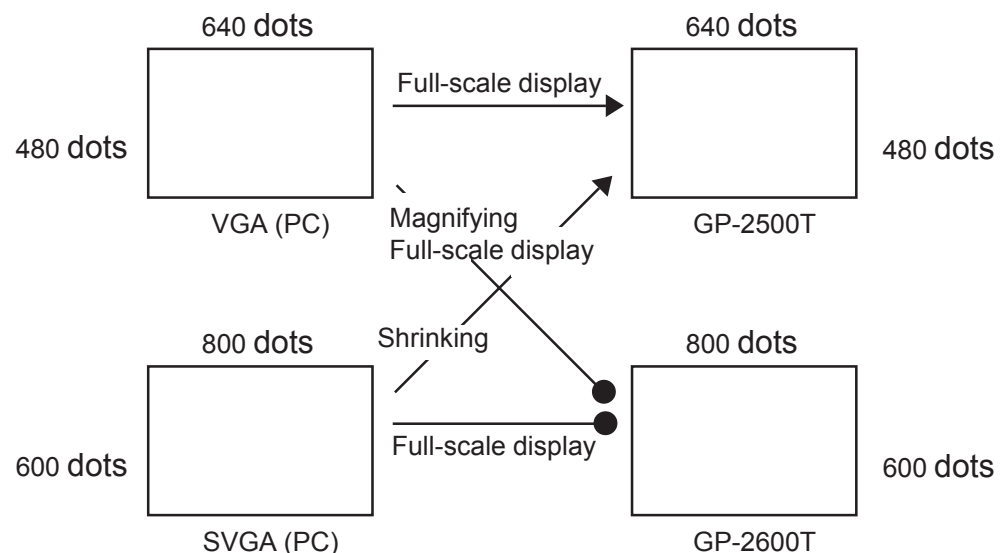 640 dots
640 dots
Full-scale display
480 dots
480 dots
VGA (PC)
Magnifying
Full-scale display
GP-2500T
Shrinking
800 dots
800 dots
Full-scale display
600 dots
600 dots
SVGA (PC)
GP-2600T